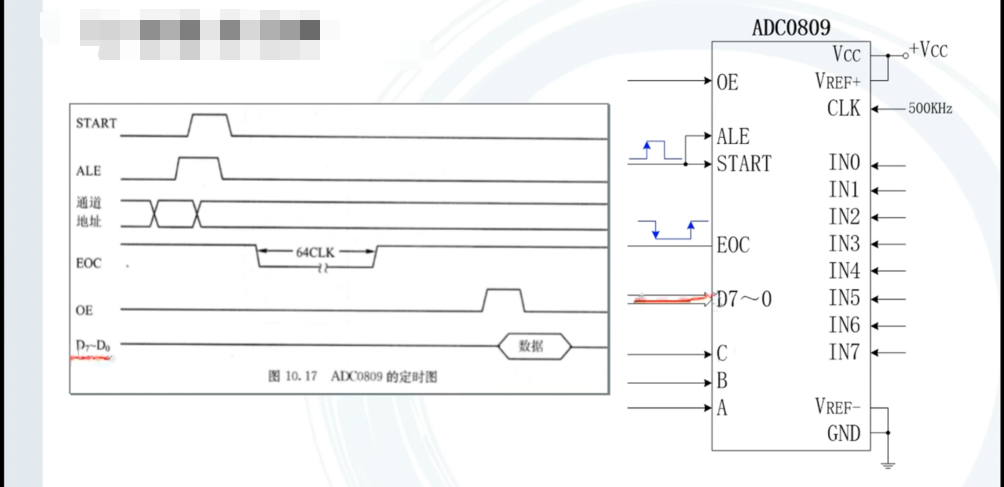 START
ALE
通道
地址
EOC
64CLK
OE
D7~D0
数据
图 10.17 ADC0809 的定时图
ADC0809
OE
ALE
START
EOC
D7～0
C
B
A
VCC
+VCC
VREF+
CLK
500KHz
IN0
IN1
IN2
IN3
IN4
IN5
IN6
IN7
VREF-
GND